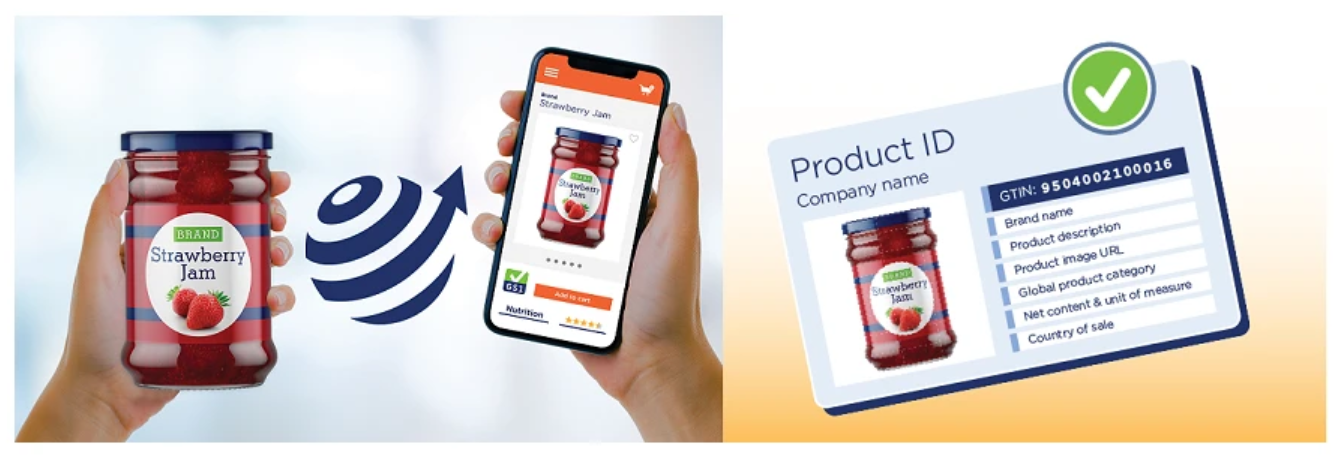 BRAND
Strawberry
Jam
Brand
Strawberry Jam
BRAND
Strawberry
Jam
GS1
Add to cart
Nutrition
Product ID
Company name
BRAND
Strawberry
Jam
GTIN: 9504002100016
Brand name
Product description
Product image URL
Global product category
Net content & unit of measure
Country of sale